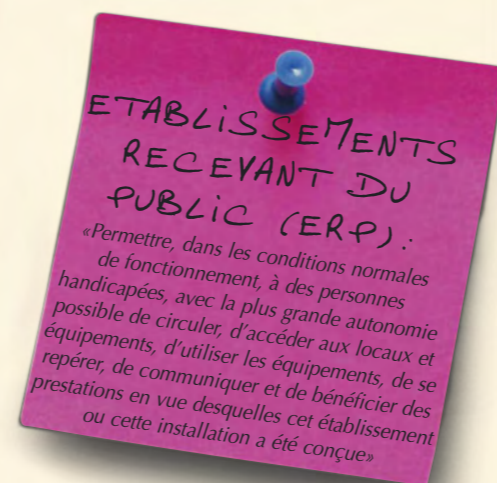 ETABLISSEMENTS
RECEVANT DU
PUBLIC (ERP):
«Permettre, dans les conditions normales
de fonctionnement, à des personnes
handicapées, avec la plus grande autonomie
possible de circuler, d'accéder aux locaux et
équipements, d'utiliser les équipements, de se
repérer, de communiquer et de bénéficier des
prestations en vue desquelles cet établissement
ou cette installation a été conçue»